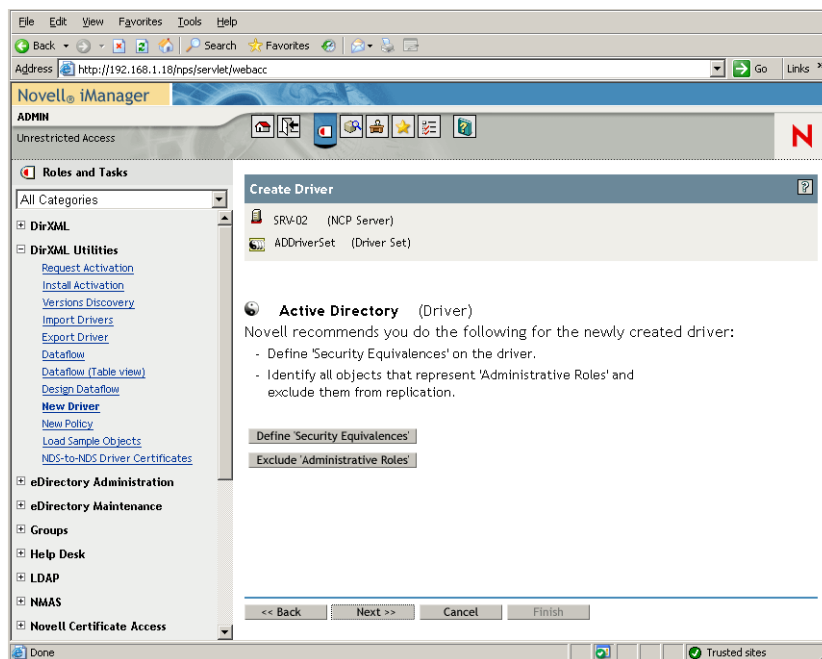 File Edit View Favorites Tools Help
Back Search Favorites
Address http://192.168.1.18/nps/servlet/webacc Go Links »
Novell® iManager
ADMIN
Unrestricted Access
N
Roles and Tasks
All Categories
DirXML
DirXML Utilities
Request Activation
Install Activation
Versions Discovery
Import Drivers
Export Driver
Dataflow
Dataflow (Table view)
Design Dataflow
New Driver
New Policy
Load Sample Objects
NDS-to-NDS Driver Certificates
eDirectory Administration
eDirectory Maintenance
Groups
Help Desk
LDAP
NMAS
Novell Certificate Access
Create Driver ?
SRV-02 (NCP Server)
ADDriverSet (Driver Set)
Active Directory (Driver)
Novell recommends you do the following for the newly created driver:
- Define 'Security Equivalences' on the driver.
- Identify all objects that represent 'Administrative Roles' and
exclude them from replication.
Define 'Security Equivalences'
Exclude 'Administrative Roles'
<< Back Next >> Cancel Finish
Done Trusted sites